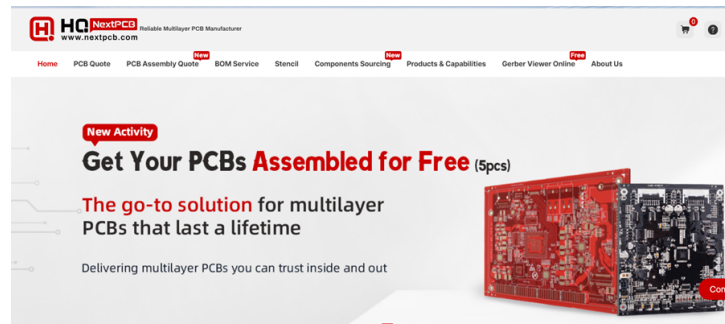 HQ NextPCB Reliable Multilayer PCB Manufacturer
www.nextpcb.com
0
?
New New Free
Home PCB Quote PCB Assembly Quote BOM Service Stencil Components Sourcing Products & Capabilities Gerber Viewer Online About Us
New Activity
Get Your PCBs Assembled for Free (5pcs)
The go-to solution for multilayer
PCBs that last a lifetime
Delivering multilayer PCBs you can trust inside and out